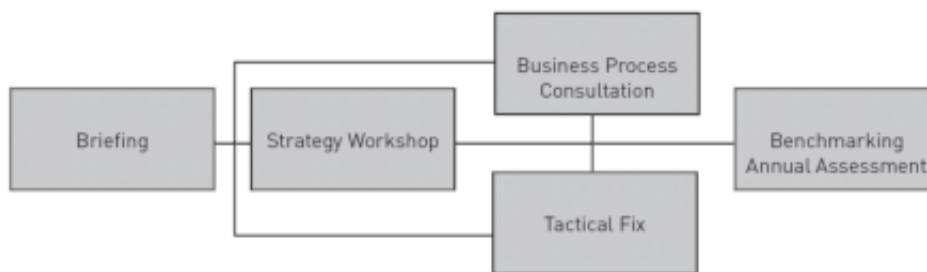 Briefing
Strategy Workshop
Business Process
Consultation
Tactical Fix
Benchmarking
Annual Assessment